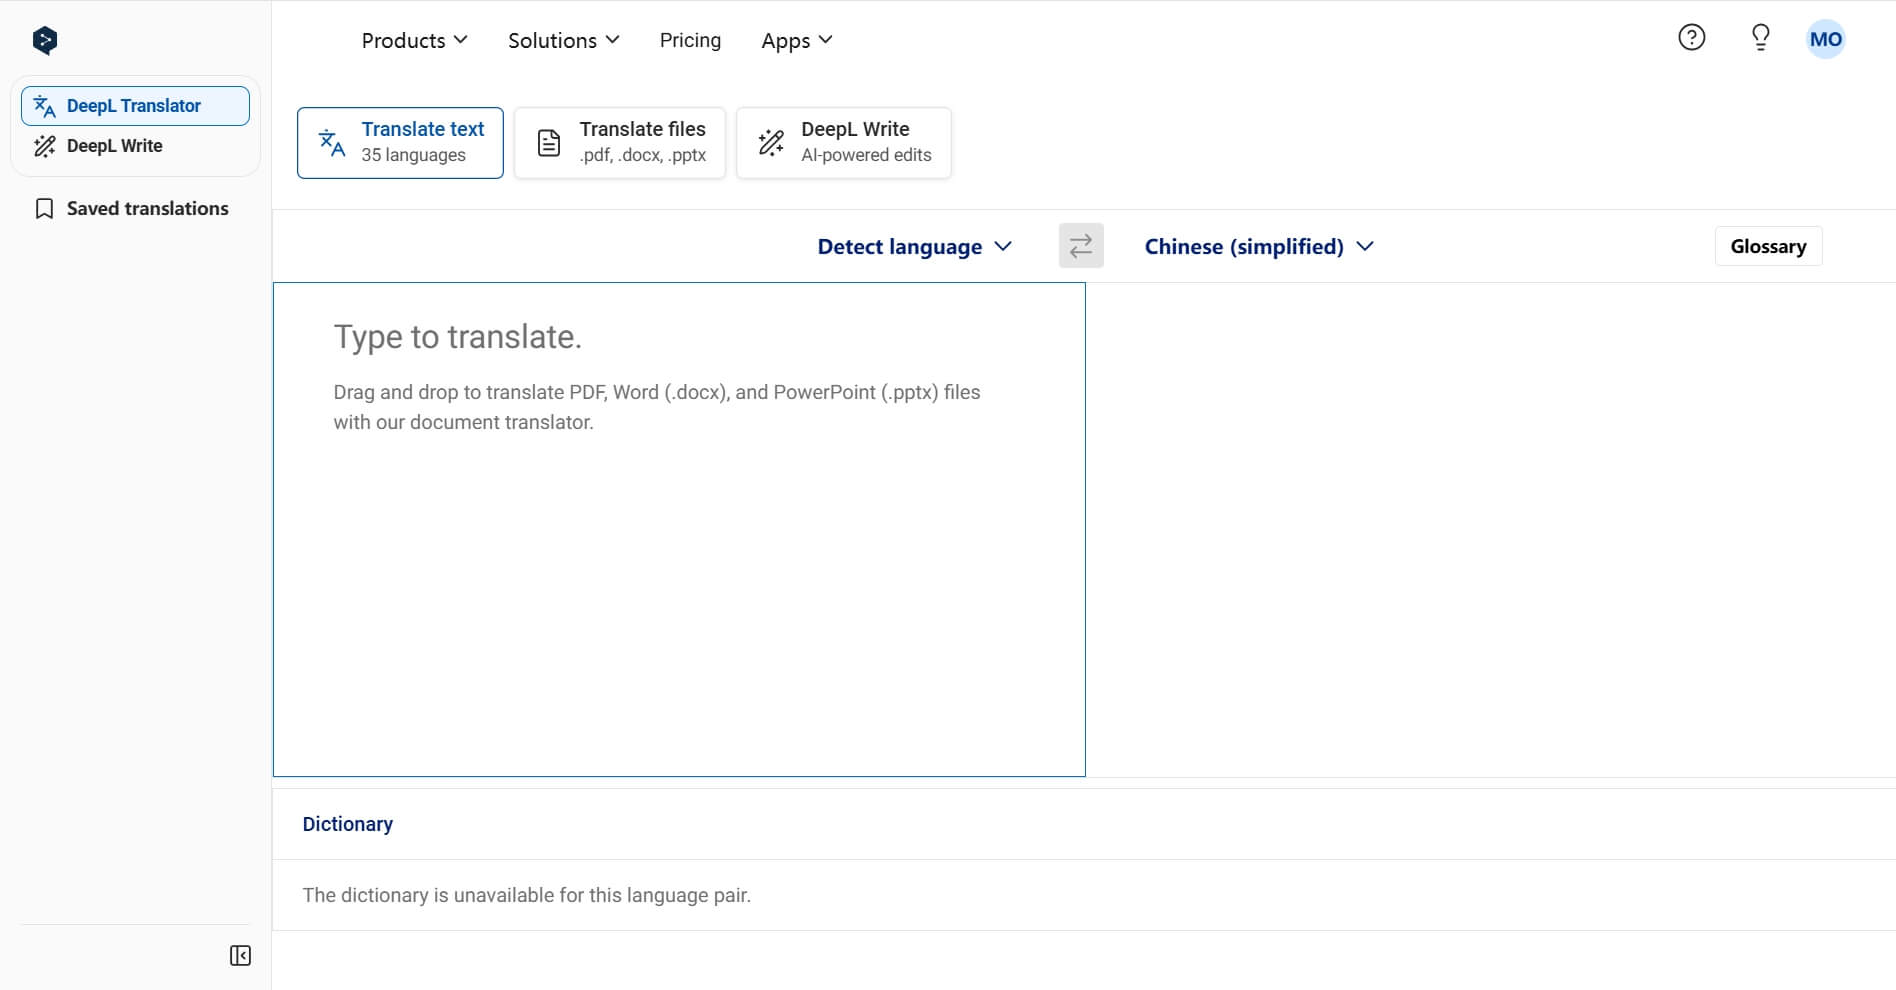 Products
Solutions
Pricing
Apps
MO
DeepL Translator
DeepL Write
Saved translations
Translate text
35 languages
Translate files
.pdf, .docx, .pptx
DeepL Write
AI-powered edits
Detect language
Chinese (simplified)
Glossary
Type to translate.
Drag and drop to translate PDF, Word (.docx), and PowerPoint (.pptx) files
with our document translator.
Dictionary
The dictionary is unavailable for this language pair.